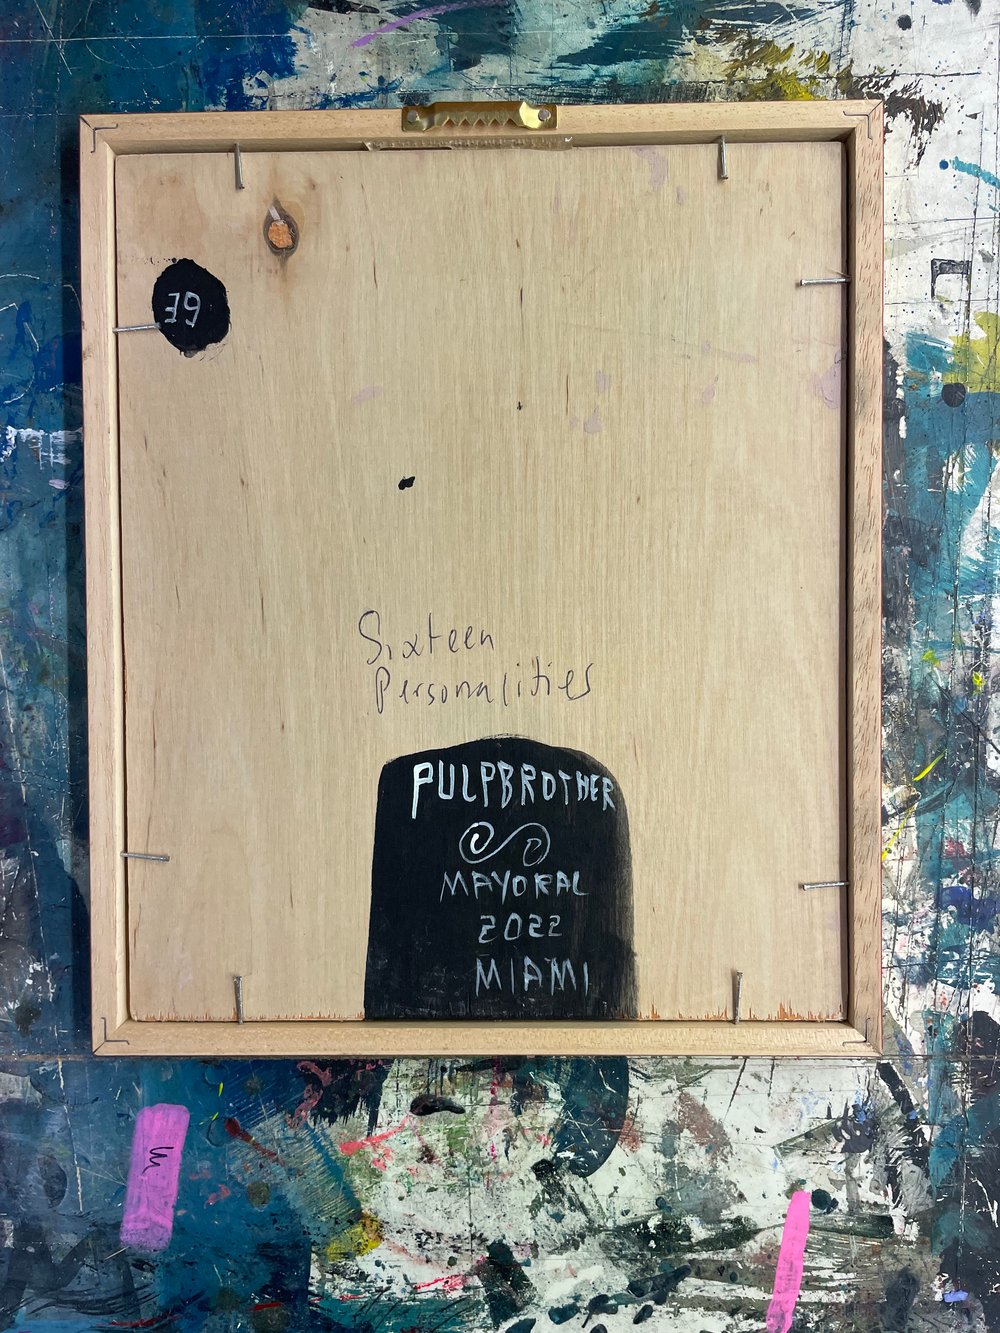 39
Sixteen
Personalities
PULPBROTHER
MAYORAL
2022
MIAMI